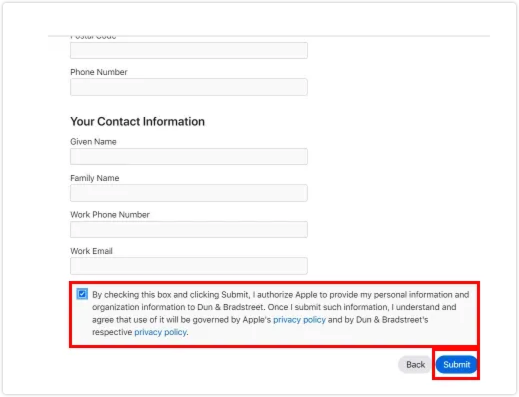 Postal Code
Phone Number
Your Contact Information
Given Name
Family Name
Work Phone Number
Work Email
By checking this box and clicking Submit, I authorize Apple to provide my personal information and
organization information to Dun & Bradstreet. Once I submit such information, I understand and
agree that use of it will be governed by Apple's privacy policy and by Dun & Bradstreet's
respective privacy policy.
Back Submit